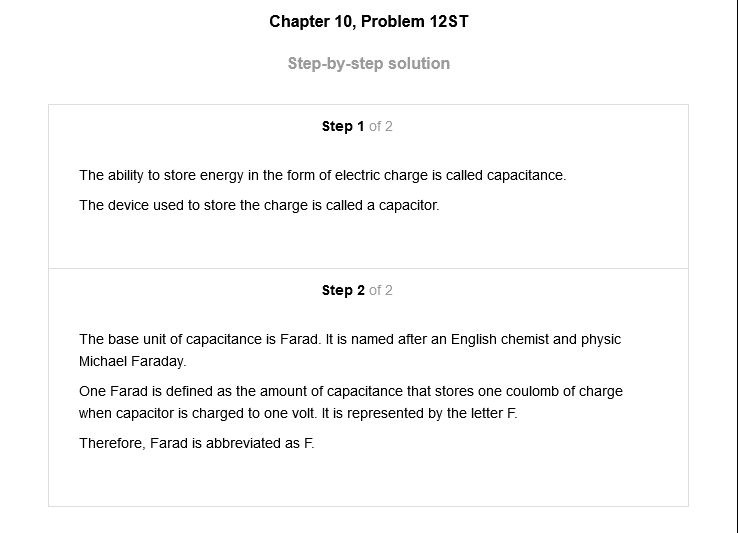 Chapter 10, Problem 12ST
Step-by-step solution
Step 1 of 2
The ability to store energy in the form of electric charge is called capacitance.
The device used to store the charge is called a capacitor.
Step 2 of 2
The base unit of capacitance is Farad. It is named after an English chemist and physic
Michael Faraday.
One Farad is defined as the amount of capacitance that stores one coulomb of charge
when capacitor is charged to one volt. It is represented by the letter F.
Therefore, Farad is abbreviated as F.